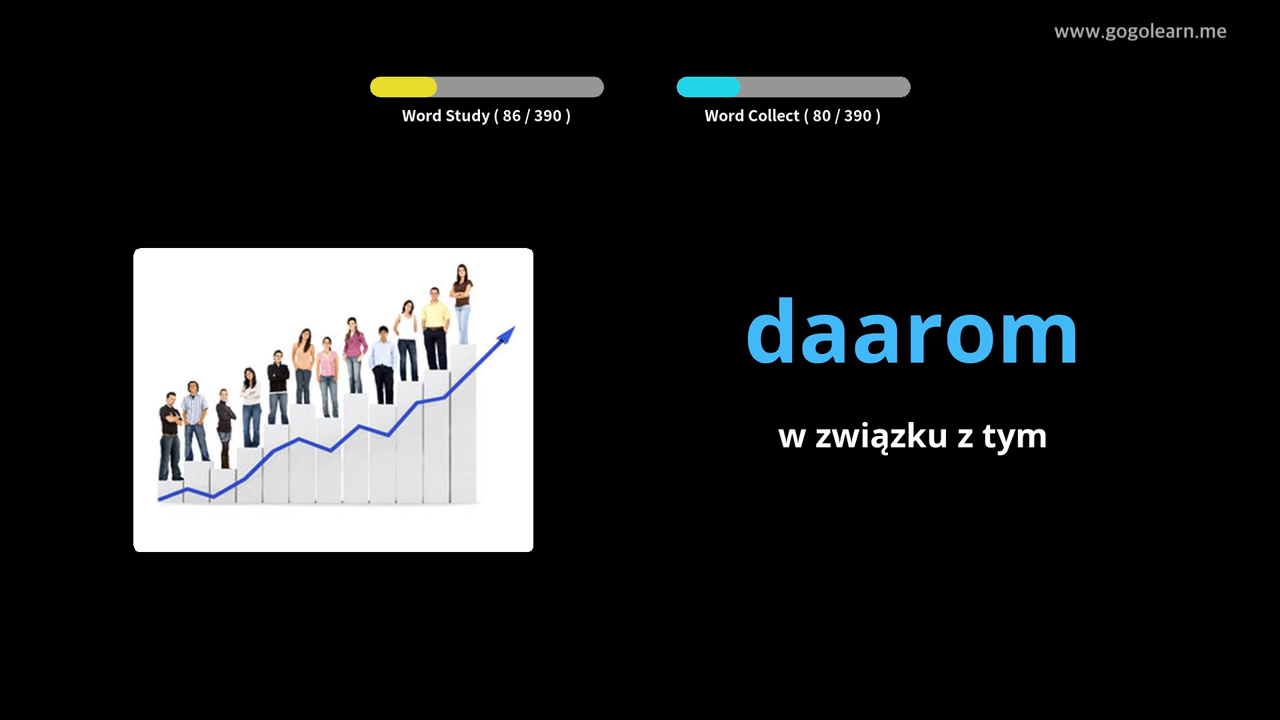 www.gogolearn.me
Word Study ( 86 / 390 )
Word Collect ( 80 / 390 )
daarom
w związku z tym